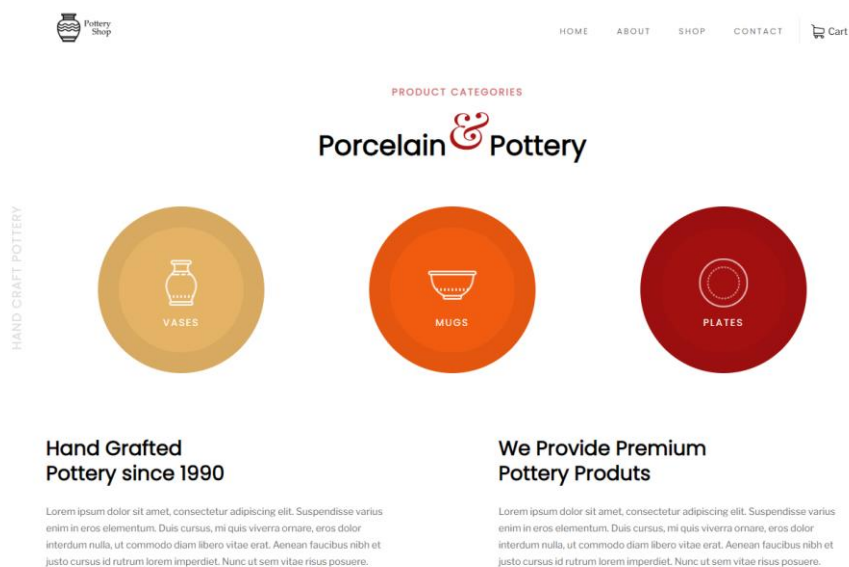 Pottery
Shop
HOME ABOUT SHOP CONTACT Cart
PRODUCT CATEGORIES
Porcelain & Pottery
HAND CRAFT POTTERY
VASES MUGS PLATES
Hand Grafted
Pottery since 1990
Lorem ipsum dolor sit amet, consectetur adipiscing elit. Suspendisse varius
enim in eros elementum. Duis cursus, mi quis viverra ornare, eros dolor
interdum nulla, ut commodo diam libero vitae erat. Aenean faucibus nibh et
justo cursus id rutrum lorem imperdiet. Nunc ut sem vitae risus posuere.
We Provide Premium
Pottery Produts
Lorem ipsum dolor sit amet, consectetur adipiscing elit. Suspendisse varius
enim in eros elementum. Duis cursus, mi quis viverra ornare, eros dolor
interdum nulla, ut commodo diam libero vitae erat. Aenean faucibus nibh et
justo cursus id rutrum lorem imperdiet. Nunc ut sem vitae risus posuere.